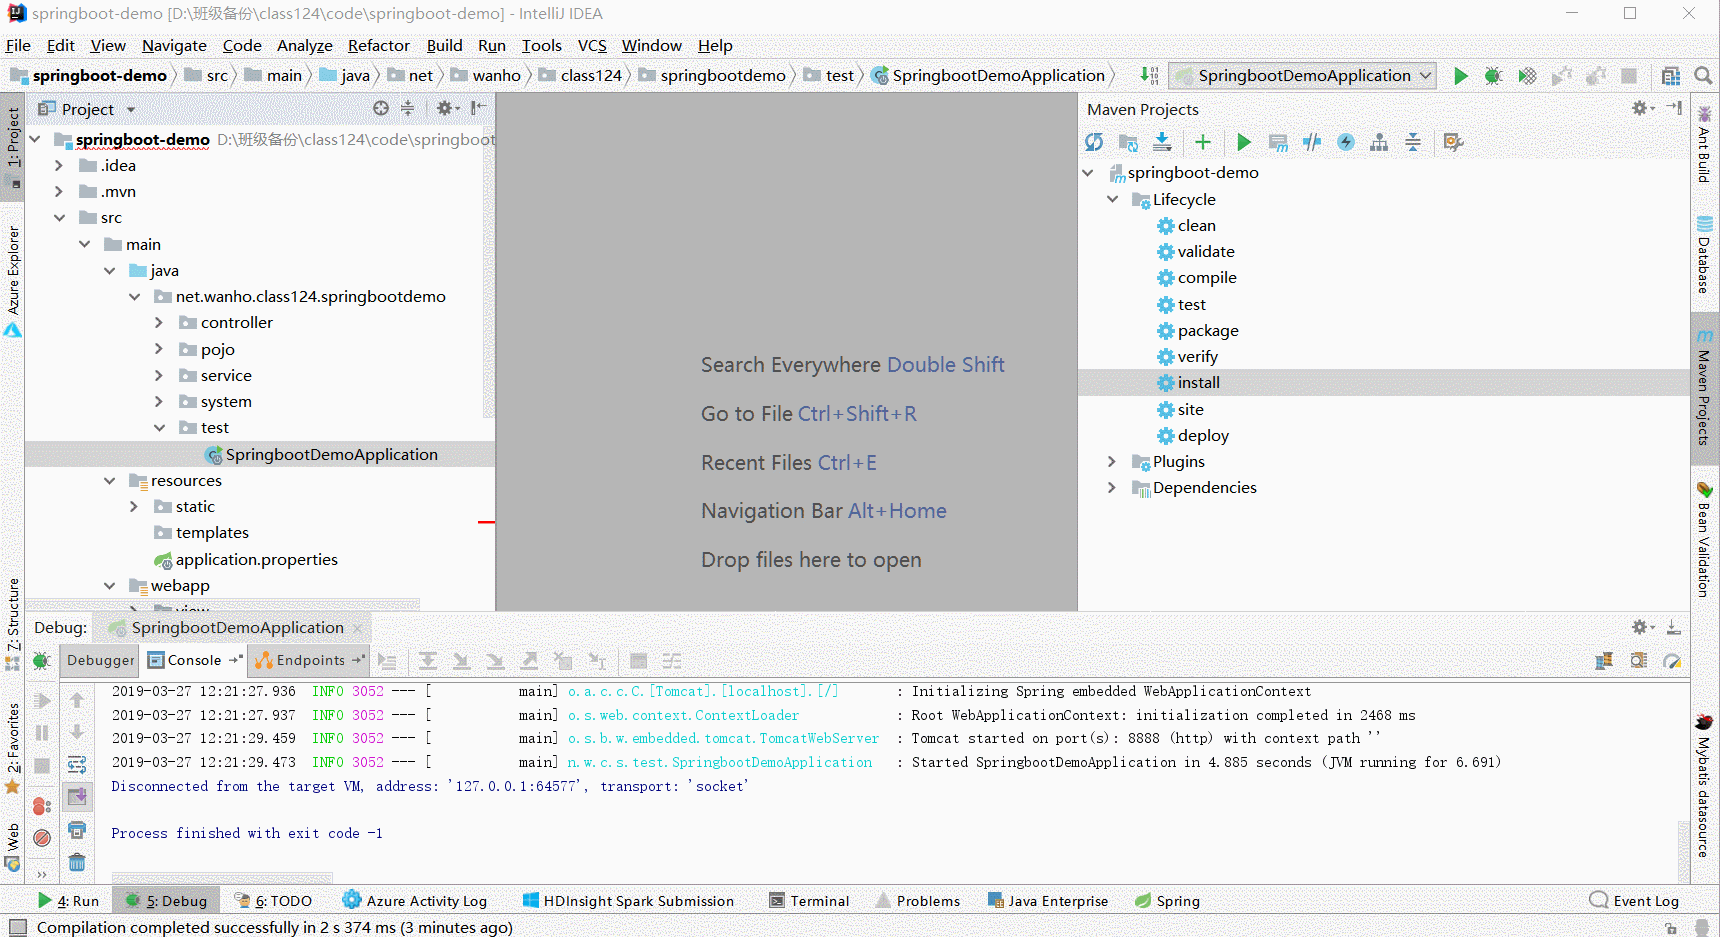 springboot-demo [D:\班级备份\class124\code\springboot-demo] - IntelliJ IDEA
File Edit View Navigate Code Analyze Refactor Build Run Tools VCS Window Help
springboot-demo src main java net wanho class124 springbootdemo test SpringbootDemoApplication SpringbootDemoApplication
1: Project
Azure Explorer
7: Structure
2: Favorites
Web
Project
springboot-demo D:\班级备份\class124\code\springboot
.idea
.mvn
src
main
java
net.wanho.class124.springbootdemo
controller
pojo
service
system
test
SpringbootDemoApplication
resources
static
templates
application.properties
webapp
view
Search Everywhere Double Shift
Go to File Ctrl+Shift+R
Recent Files Ctrl+E
Navigation Bar Alt+Home
Drop files here to open
Maven Projects
springboot-demo
Lifecycle
clean
validate
compile
test
package
verify
install
site
deploy
Plugins
Dependencies
Ant Build
Database
Maven Projects
Bean Validation
Mybatis datasource
Debug: SpringbootDemoApplication
Debugger Console Endpoints
2019-03-27 12:21:27.936 INFO 3052 --- [ main] o.a.c.c.C.[Tomcat].[localhost].[/] : Initializing Spring embedded WebApplicationContext
2019-03-27 12:21:27.937 INFO 3052 --- [ main] o.s.web.context.ContextLoader : Root WebApplicationContext: initialization completed in 2468 ms
2019-03-27 12:21:29.459 INFO 3052 --- [ main] o.s.b.w.embedded.tomcat.TomcatWebServer : Tomcat started on port(s): 8888 (http) with context path ''
2019-03-27 12:21:29.473 INFO 3052 --- [ main] n.w.c.s.test.SpringbootDemoApplication : Started SpringbootDemoApplication in 4.885 seconds (JVM running for 6.691)
Disconnected from the target VM, address: '127.0.0.1:64577', transport: 'socket'
Process finished with exit code -1
4: Run 5: Debug 6: TODO Azure Activity Log HDInsight Spark Submission Terminal Problems Java Enterprise Spring Event Log
Compilation completed successfully in 2 s 374 ms (3 minutes ago)